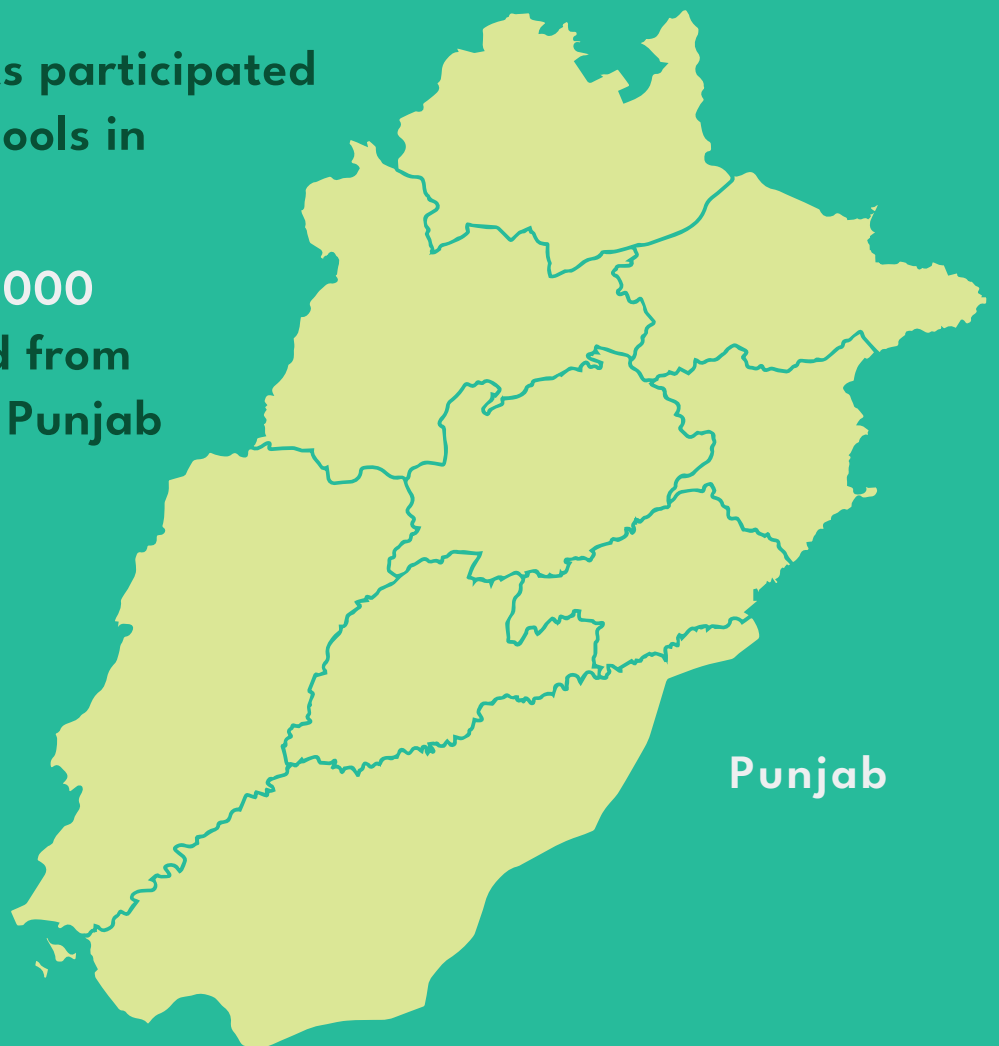 s participated
ools in
000
d from
Punjab
Punjab